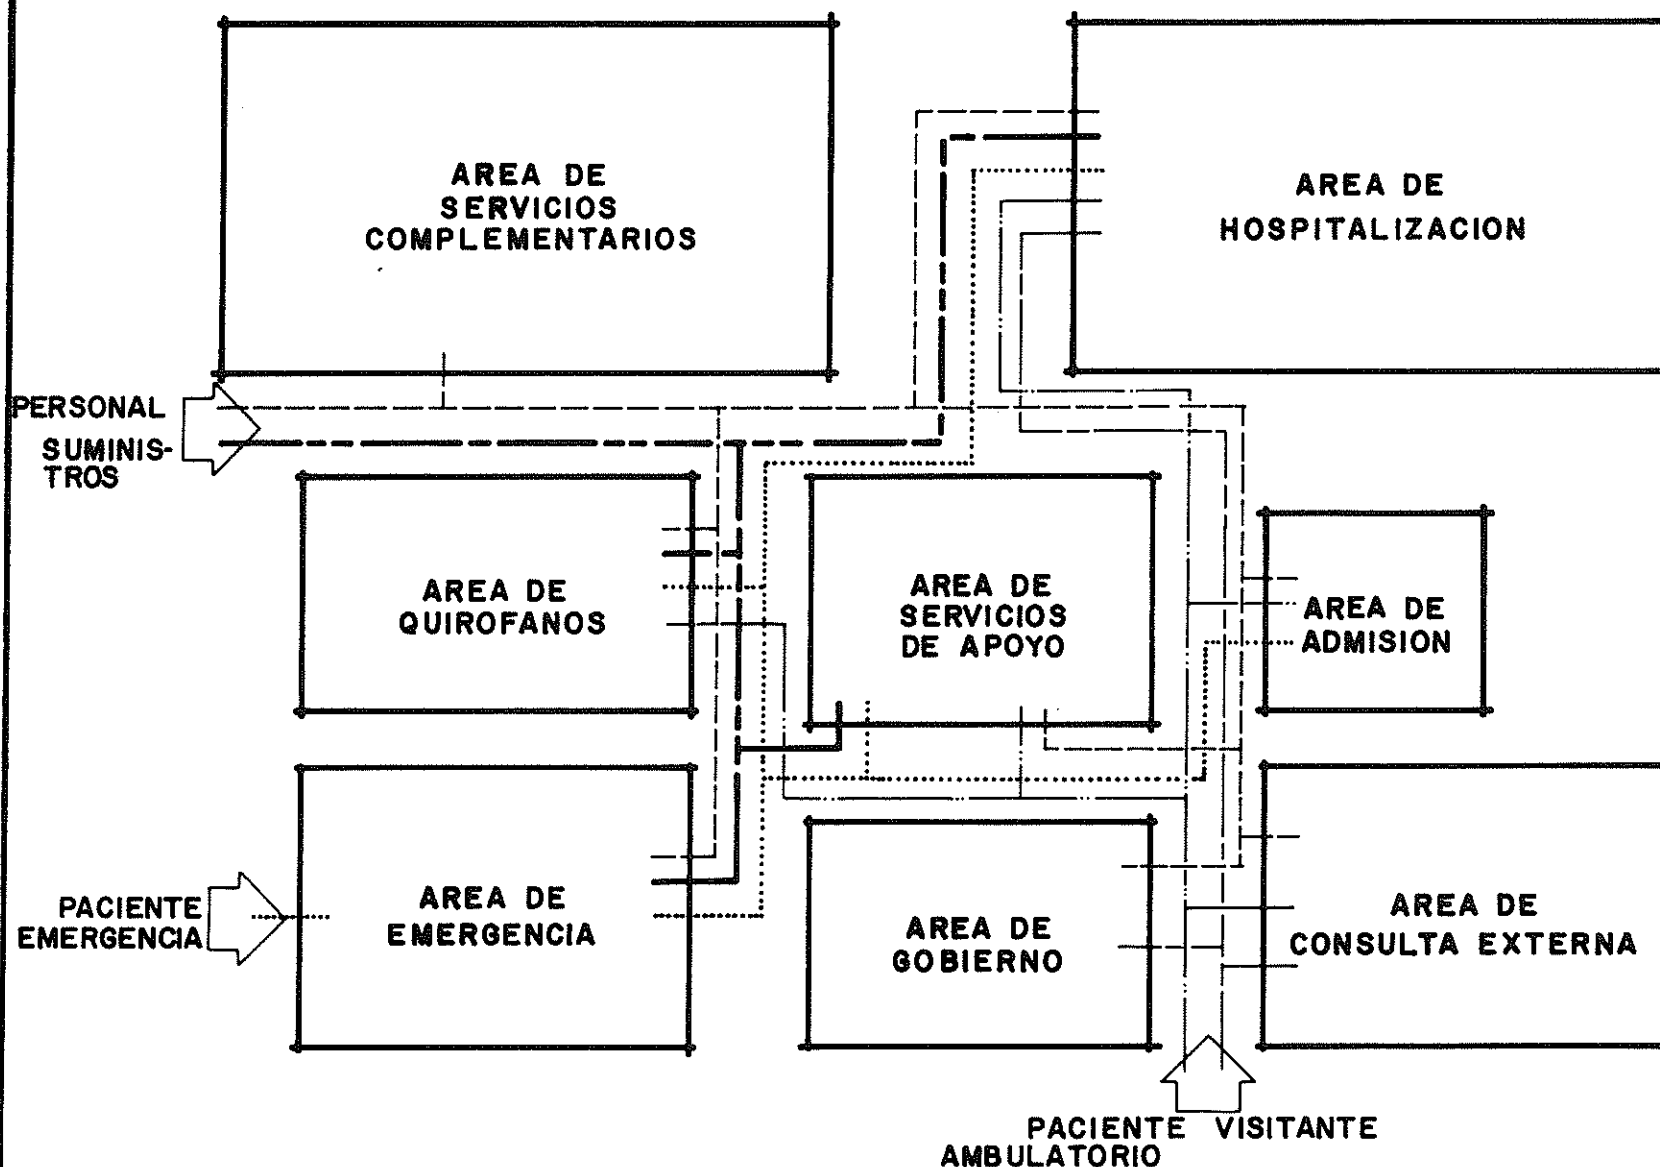 AREA DE
SERVICIOS
COMPLEMENTARIOS
AREA DE
HOSPITALIZACION
PERSONAL
SUMINIS-
TROS
AREA DE
QUIROFANOS
AREA DE
SERVICIOS
DE APOYO
AREA DE
ADMISION
PACIENTE
EMERGENCIA
AREA DE
EMERGENCIA
AREA DE
GOBIERNO
AREA DE
CONSULTA EXTERNA
PACIENTE VISITANTE
AMBULATORIO